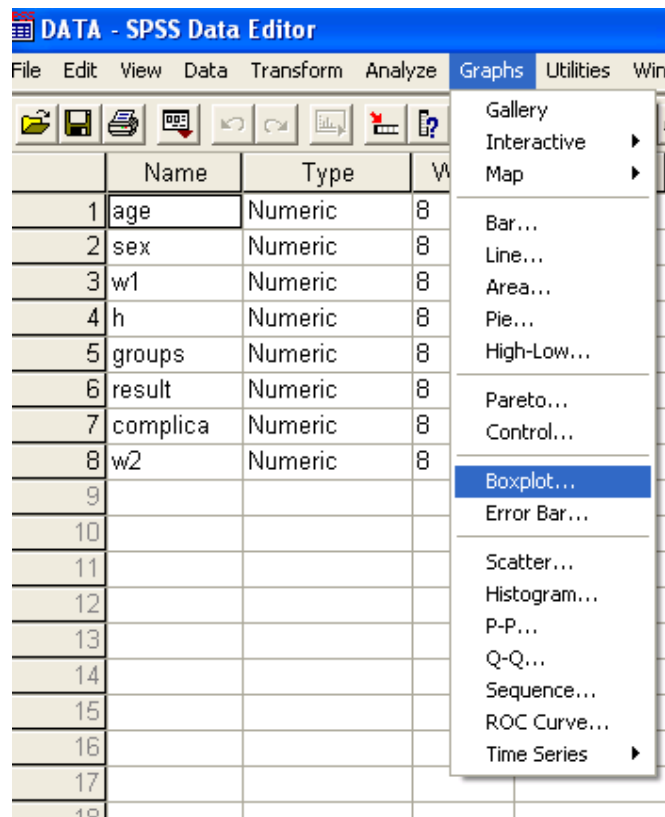 DATA - SPSS Data Editor
File Edit View Data Transform Analyze Graphs Utilities Win
Name Type W
1 age Numeric 8
2 sex Numeric 8
3 w1 Numeric 8
4 h Numeric 8
5 groups Numeric 8
6 result Numeric 8
7 complica Numeric 8
8 w2 Numeric 8
9
10
11
12
13
14
15
16
17
18
Gallery
Interactive
Map
Bar...
Line...
Area...
Pie...
High-Low...
Pareto...
Control...
Boxplot...
Error Bar...
Scatter...
Histogram...
P-P...
Q-Q...
Sequence...
ROC Curve...
Time Series